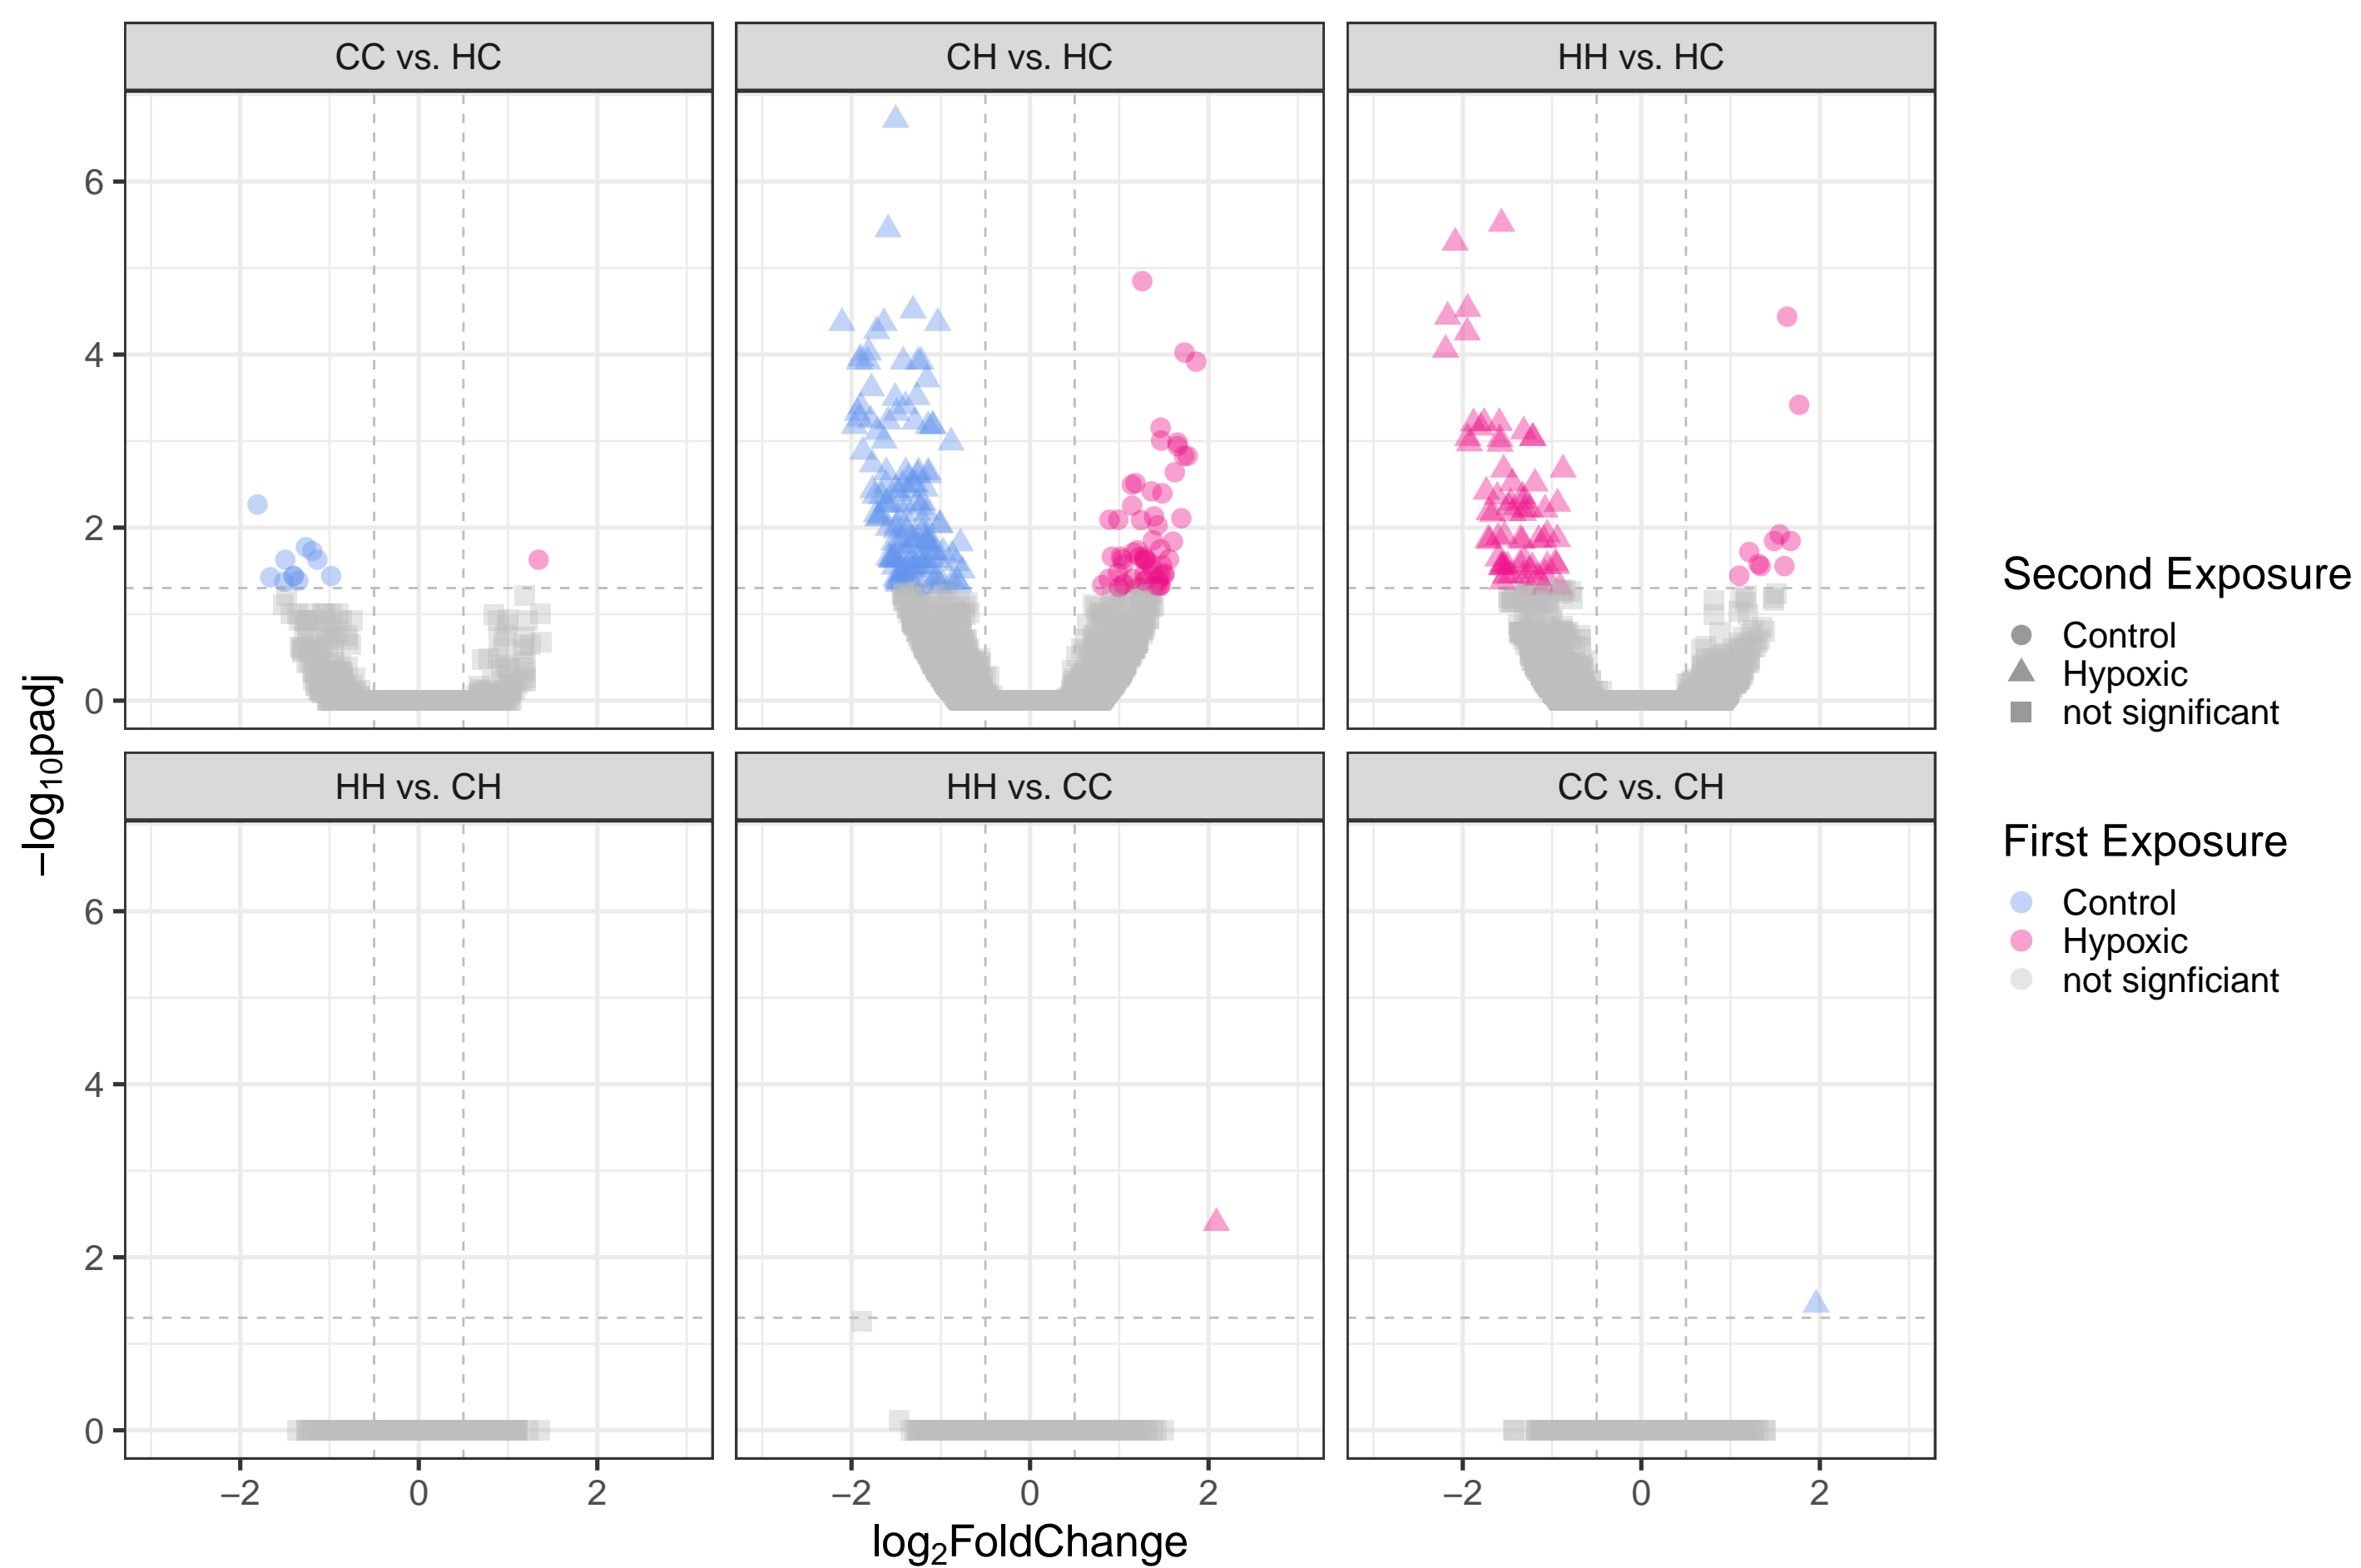 CC vs. HC
CH vs. HC
HH vs. HC
6
4
2
0
HH vs. CH
HH vs. CC
CC vs. CH
6
4
2
0
−2
0
2
−2
0
2
−2
0
2
log2FoldChange
−log10padj
Second Exposure
Control
Hypoxic
not significant
First Exposure
Control
Hypoxic
not signficiant